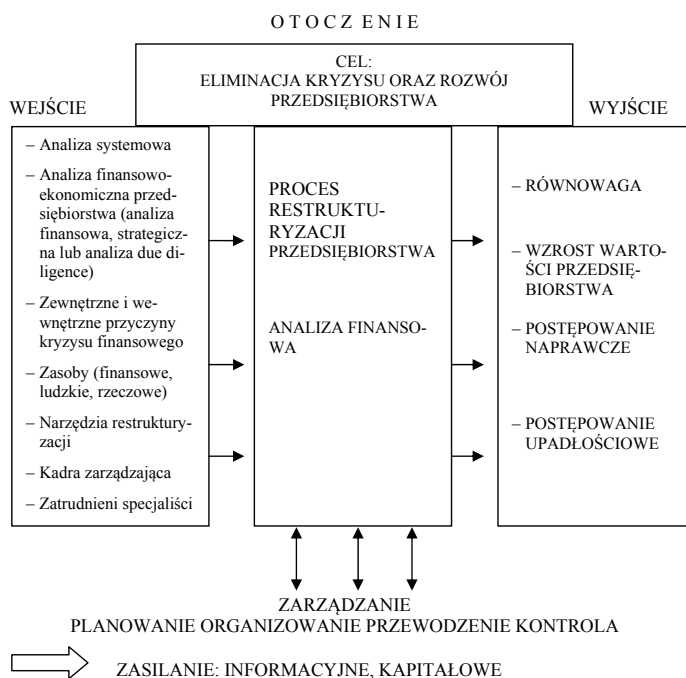 O T O C Z E N I E
CEL:
ELIMINACJA KRYZYSU ORAZ ROZWÓJ
PRZEDSIĘBIORSTWA
WEJŚCIE
– Analiza systemowa
– Analiza finansowo-
ekonomiczna przed-
siębiorstwa (analiza
finansowa, strategicz-
na lub analiza due di-
ligence)
– Zewnętrzne i we-
wnętrzne przyczyny
kryzysu finansowego
– Zasoby (finansowe,
ludzkie, rzeczowe)
– Narzędzia restruktury-
zacji
– Kadra zarządzająca
– Zatrudnieni specjaliści
PROCES
RESTRUKTU-
RYZACJI
PRZEDSIĘBIORSTWA
ANALIZA FINANSO-
WA
WYJŚCIE
– RÓWNOWAGA
– WZROST WARTO-
ŚCI PRZEDSIĘ-
BIORSTWA
– POSTĘPOWANIE
NAPRAWCZE
– POSTĘPOWANIE
UPADŁOŚCIOWE
ZARZĄDZANIE
PLANOWANIE ORGANIZOWANIE PRZEWODZENIE KONTROLA
ZASILANIE: INFORMACYJNE, KAPITAŁOWE